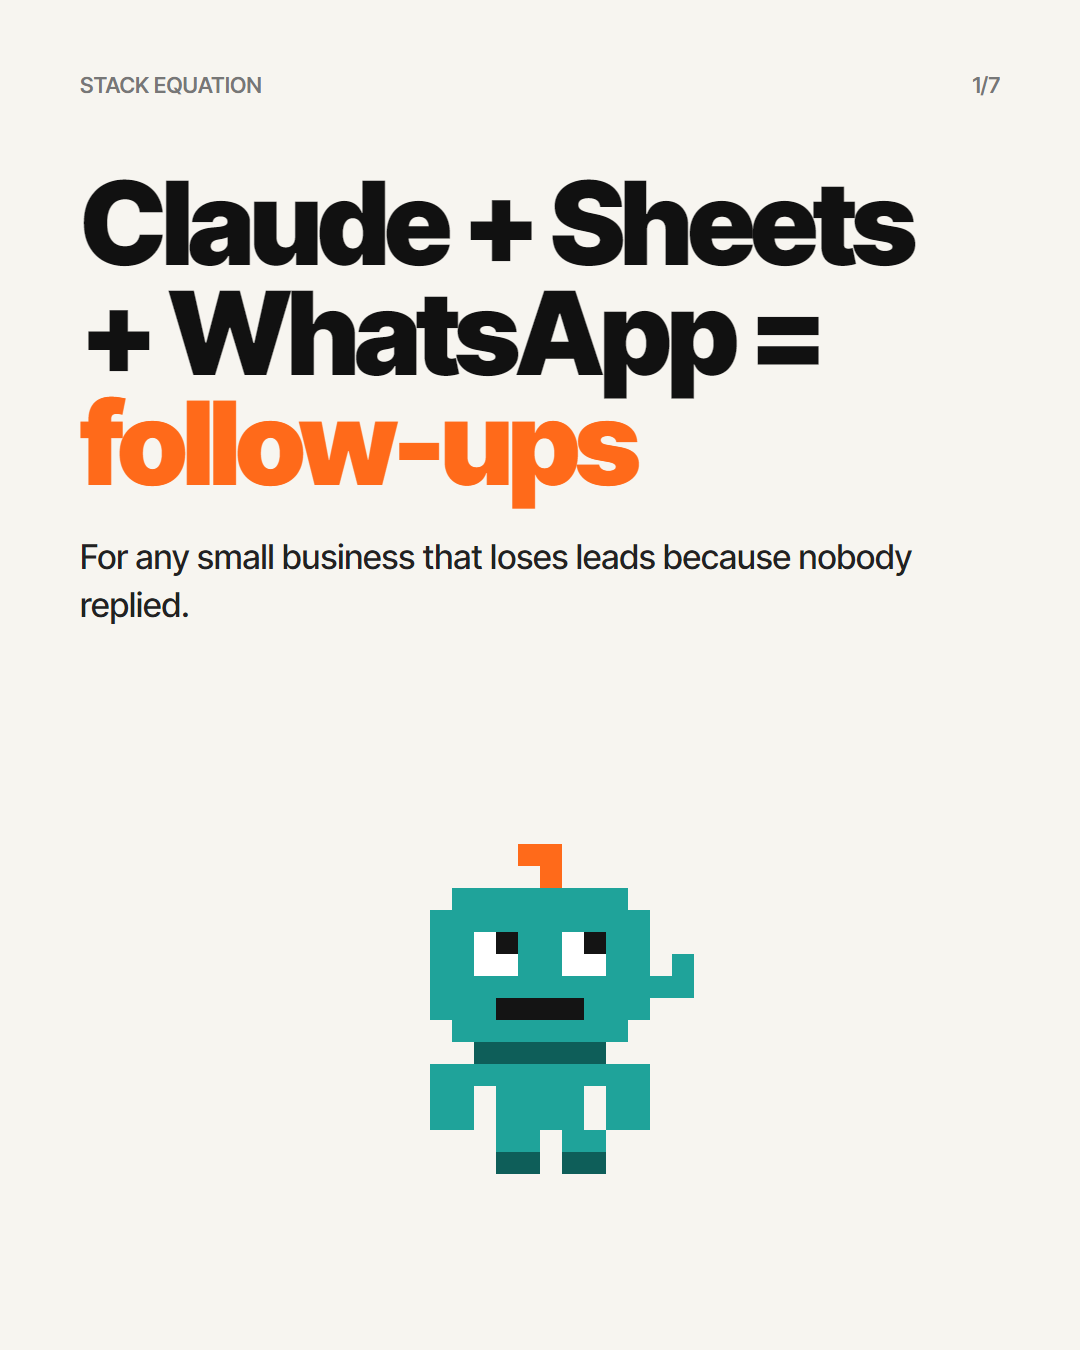 STACK EQUATION
1/7
Claude + Sheets
+ WhatsApp =
follow-ups
For any small business that loses leads because nobody
replied.